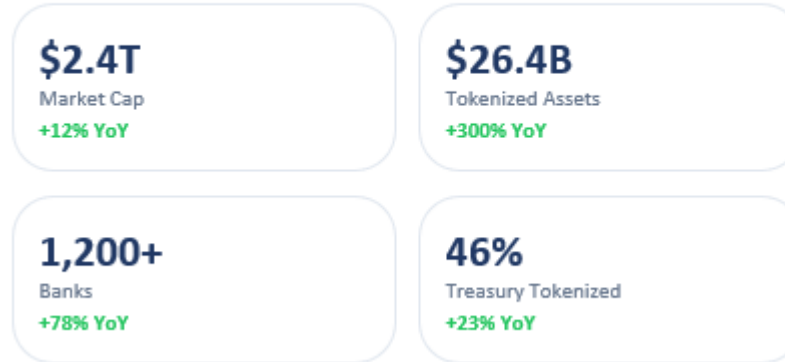 $2.4T
Market Cap
+12% YoY
$26.4B
Tokenized Assets
+300% YoY
1,200+
Banks
+78% YoY
46%
Treasury Tokenized
+23% YoY